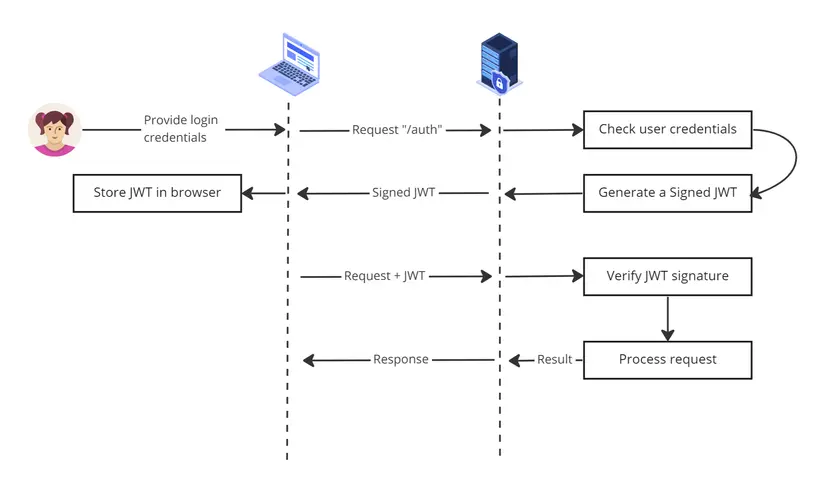 Provide login
credentials
Request "/auth"
Check user credentials
Store JWT in browser
Signed JWT
Generate a Signed JWT
Request + JWT
Verify JWT signature
Response
Result
Process request